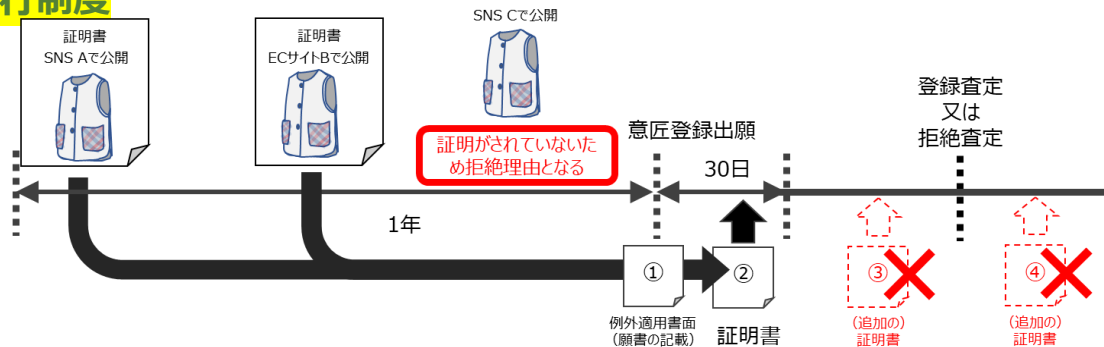 行制度
証明書
SNS Aで公開
証明書
ECサイトBで公開
SNS Cで公開
証明がされていないた
め拒絶理由となる
意匠登録出願
30日
登録査定
又は
拒絶査定
1年
①
②
③
④
例外適用書面
(願書の記載)
証明書
(追加の)
証明書
(追加の)
証明書